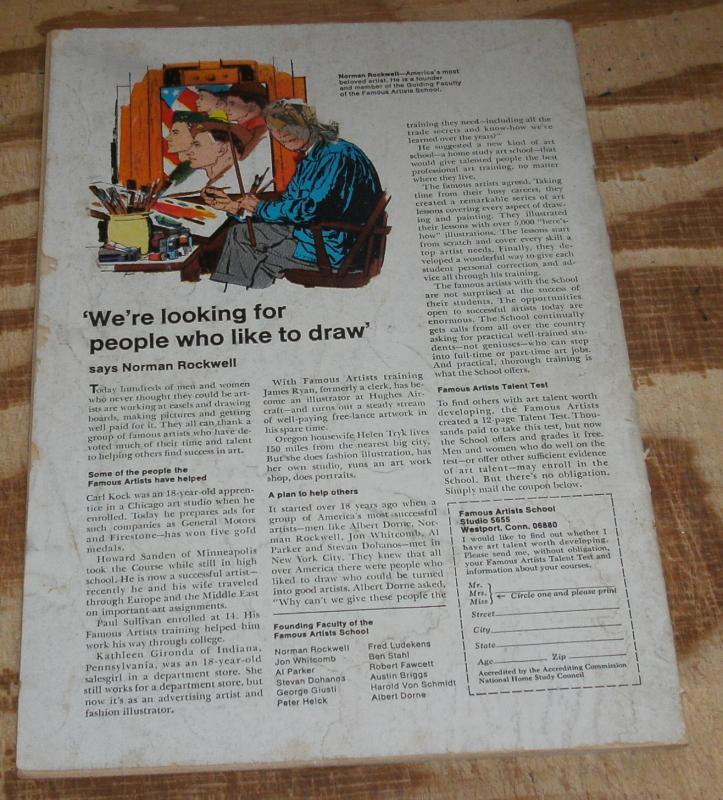 Norman Rockwell—America's most
beloved artist. He is a founder
and member of the Guiding Faculty
of the Famous Artists School.
'We're looking for
people who like to draw'
says Norman Rockwell
Today hundreds of men and women
who never thought they could be art-
ists are working at easels and drawing
boards, making pictures and getting
well paid for it. They all can thank a
group of famous artists who have de-
voted much of their time and talent
to helping others find success in art.
Some of the people the
Famous Artists have helped
Carl Kock was an 18-year-old appren-
tice in a Chicago art studio when he
enrolled. Today he prepares ads for
such companies as General Motors
and Firestone—has won five gold
medals.
Howard Sanden of Minneapolis
took the Course while still in high
school. He is now a successful artist—
recently he and his wife traveled
through Europe and the Middle East
on important art assignments.
Paul Sullivan enrolled at 14. His
Famous Artists training helped him
work his way through college.
Kathleen Gironda of Indiana,
Pennsylvania, was an 18-year-old
salesgirl in a department store. She
still works for a department store, but
now it's as an advertising artist and
fashion illustrator.
With Famous Artists training
James Ryan, formerly a clerk, has be-
come an illustrator at Hughes Air-
craft—and turns out a steady stream
of well-paying free-lance artwork in
his spare time.
Oregon housewife Helen Tryk lives
150 miles from the nearest big city.
But she does fashion illustration, has
her own studio, runs an art work
shop, does portraits.
A plan to help others
It started over 18 years ago when a
group of America's most successful
artists—men like Albert Dorne, Nor-
man Rockwell, Jon Whitcomb, Al
Parker and Stevan Dohanos—met in
New York City. They knew that all
over America there were people who
liked to draw who could be turned
into good artists. Albert Dorne asked,
"Why can't we give these people the
Founding Faculty of the
Famous Artists School
Norman Rockwell
Jon Whitcomb
Al Parker
Stevan Dohanos
George Giusti
Peter Helck
Fred Ludekens
Ben Stahl
Robert Fawcett
Austin Briggs
Harold Von Schmidt
Albert Dorne
training they need—including all the
trade secrets and know-how we've
learned over the years?"
He suggested a new kind of art
school—a home study art school—that
would give talented people the best
professional art training, no matter
where they live.
The famous artists agreed. Taking
time from their busy careers, they
created a remarkable series of art
lessons covering every aspect of draw-
ing and painting. They illustrated
their lessons with over 5,000 "here's-
how" illustrations. The lessons start
from scratch and cover every skill a
top artist needs. Finally, they de-
veloped a wonderful way to give each
student personal correction and ad-
vice all through his training.
The famous artists with the School
are not surprised at the success of
their students. The opportunities
open to successful artists today are
enormous. The School continually
gets calls from all over the country
asking for practical well-trained stu-
dents—not geniuses—who can step
into full-time or part-time art jobs.
And practical, thorough training is
what the School offers.
Famous Artists Talent Test
To find others with art talent worth
developing, the Famous Artists
created a 12-page Talent Test. Thou-
sands paid to take this test, but now
the School offers and grades it free.
Men and women who do well on the
test—or offer other sufficient evidence
of art talent—may enroll in the
School. But there's no obligation.
Simply mail the coupon below.
Famous Artists School
Studio 5655
Westport, Conn. 06880
I would like to find out whether I
have art talent worth developing.
Please send me, without obligation,
your Famous Artists Talent Test and
information about your courses.
Mr.
Mrs. ← Circle one and please print
Miss
Street
City
State
Age Zip
Accredited by the Accrediting Commission
National Home Study Council